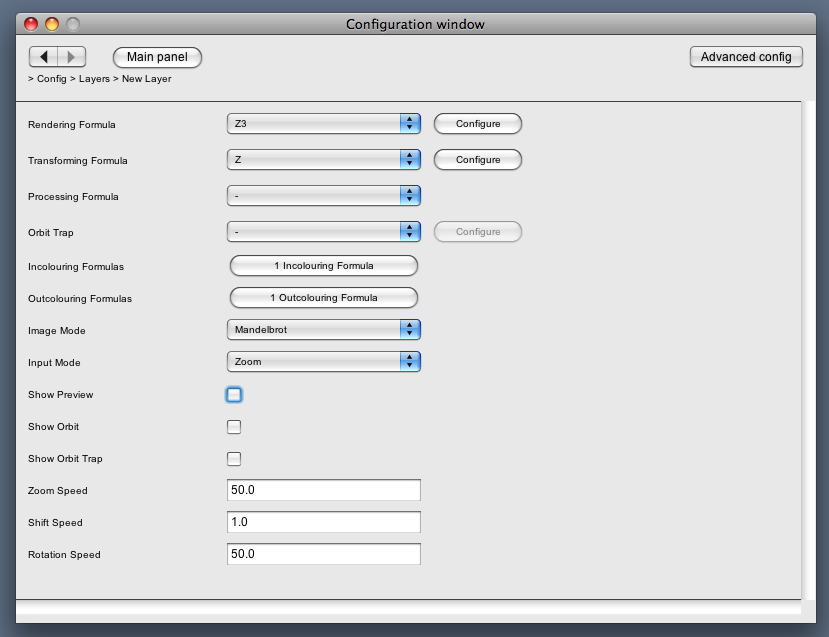 Configuration window
Main panel
Advanced config
> Config > Layers > New Layer
Rendering Formula Z3 Configure
Transforming Formula Z Configure
Processing Formula -
Orbit Trap - Configure
Incolouring Formulas 1 Incolouring Formula
Outcolouring Formulas 1 Outcolouring Formula
Image Mode Mandelbrot
Input Mode Zoom
Show Preview
Show Orbit
Show Orbit Trap
Zoom Speed 50.0
Shift Speed 1.0
Rotation Speed 50.0